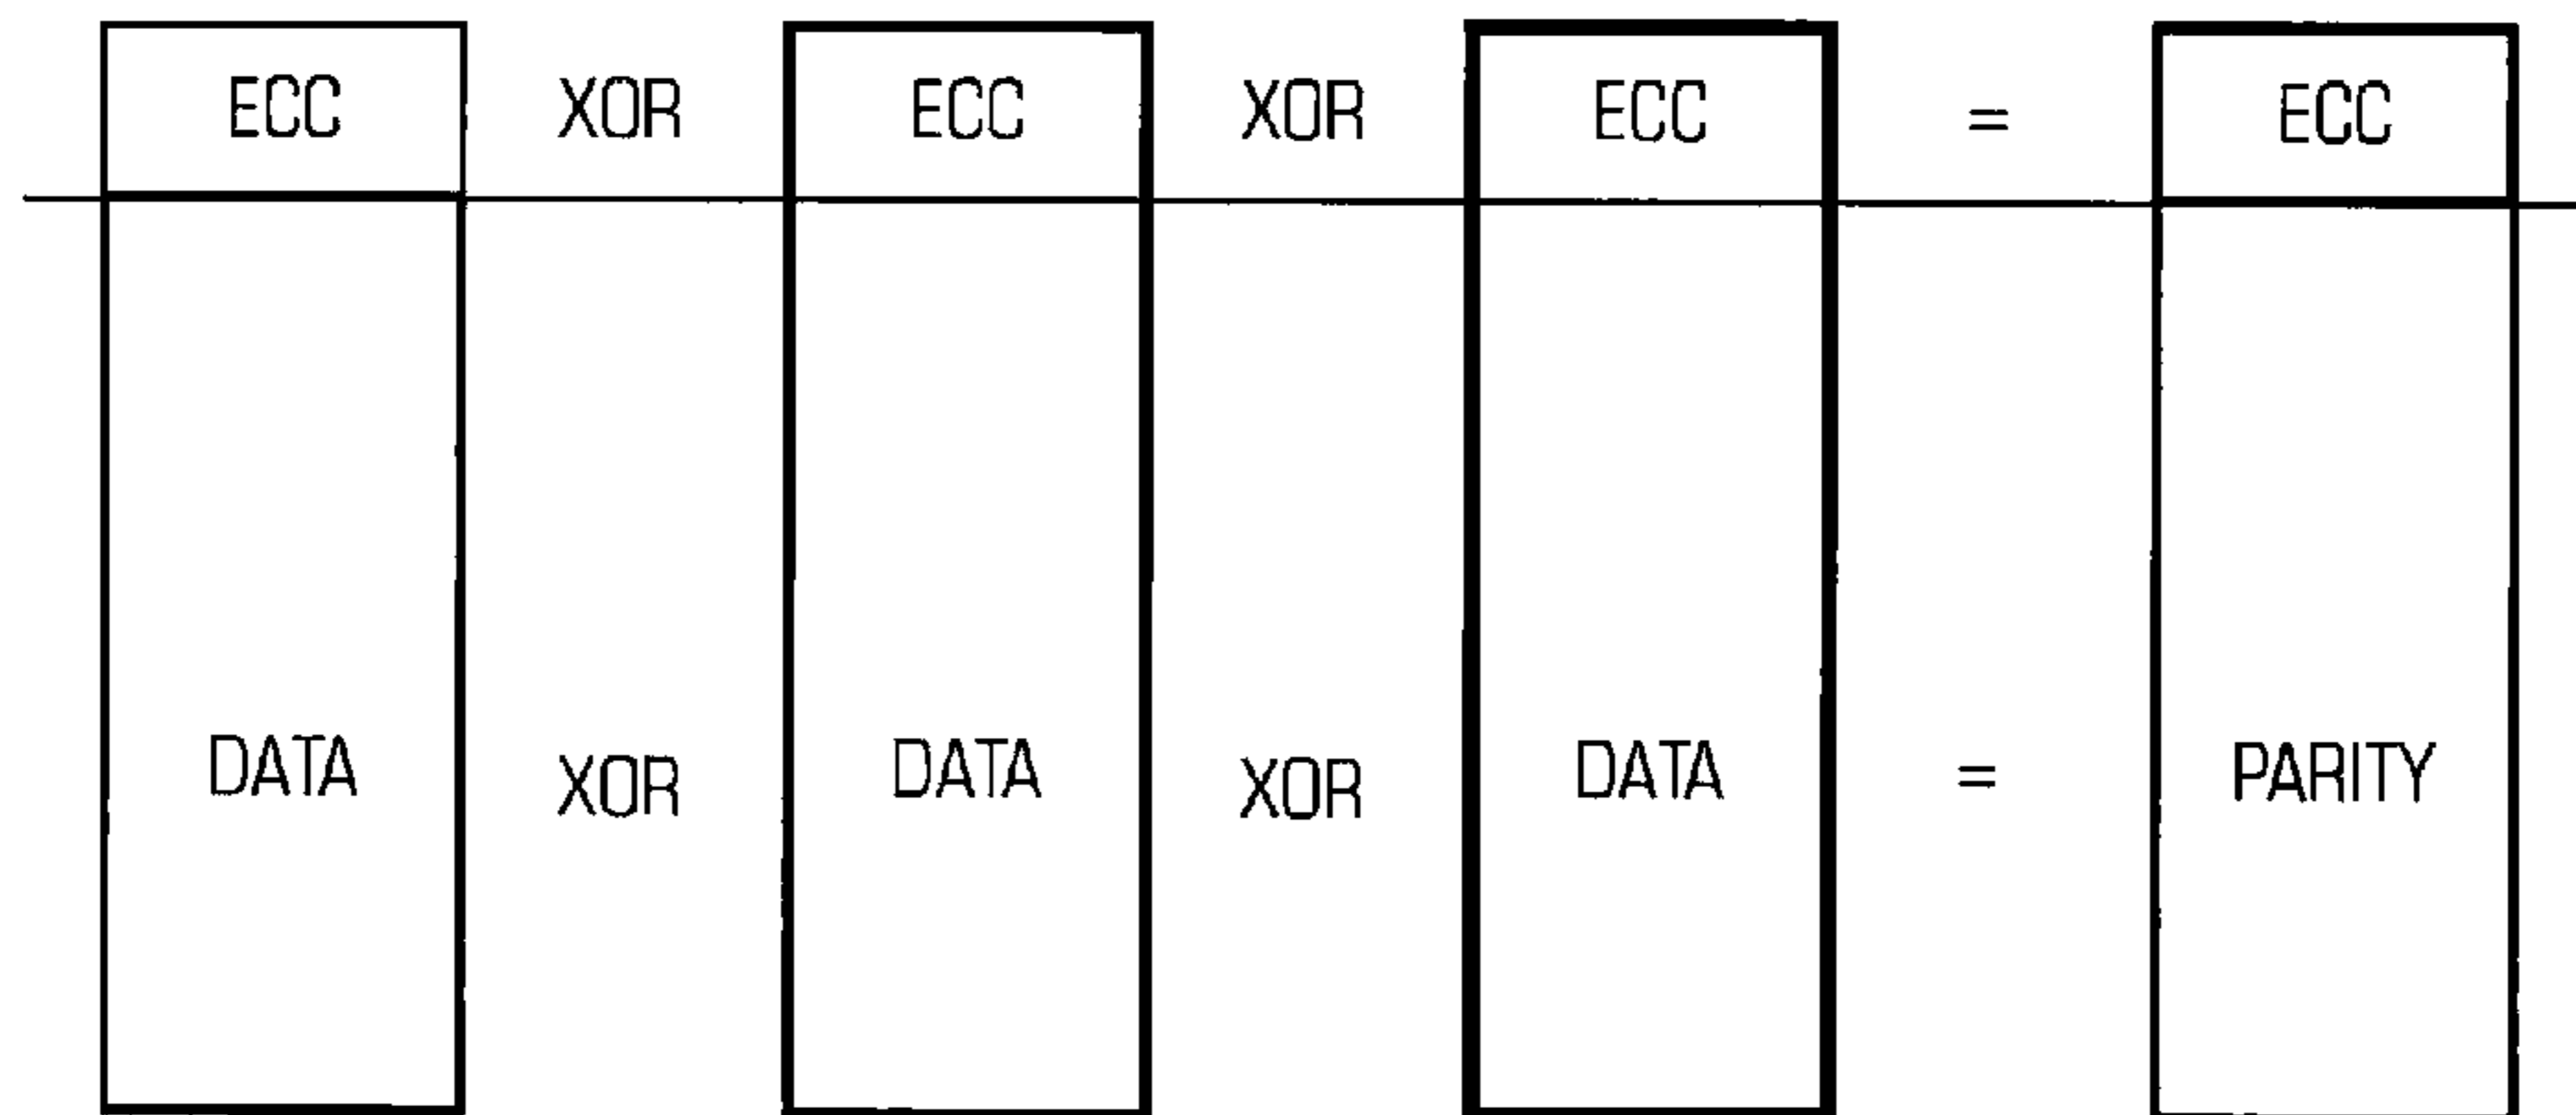 ECC XOR ECC XOR ECC = ECC
DATA XOR DATA XOR DATA = PARITY